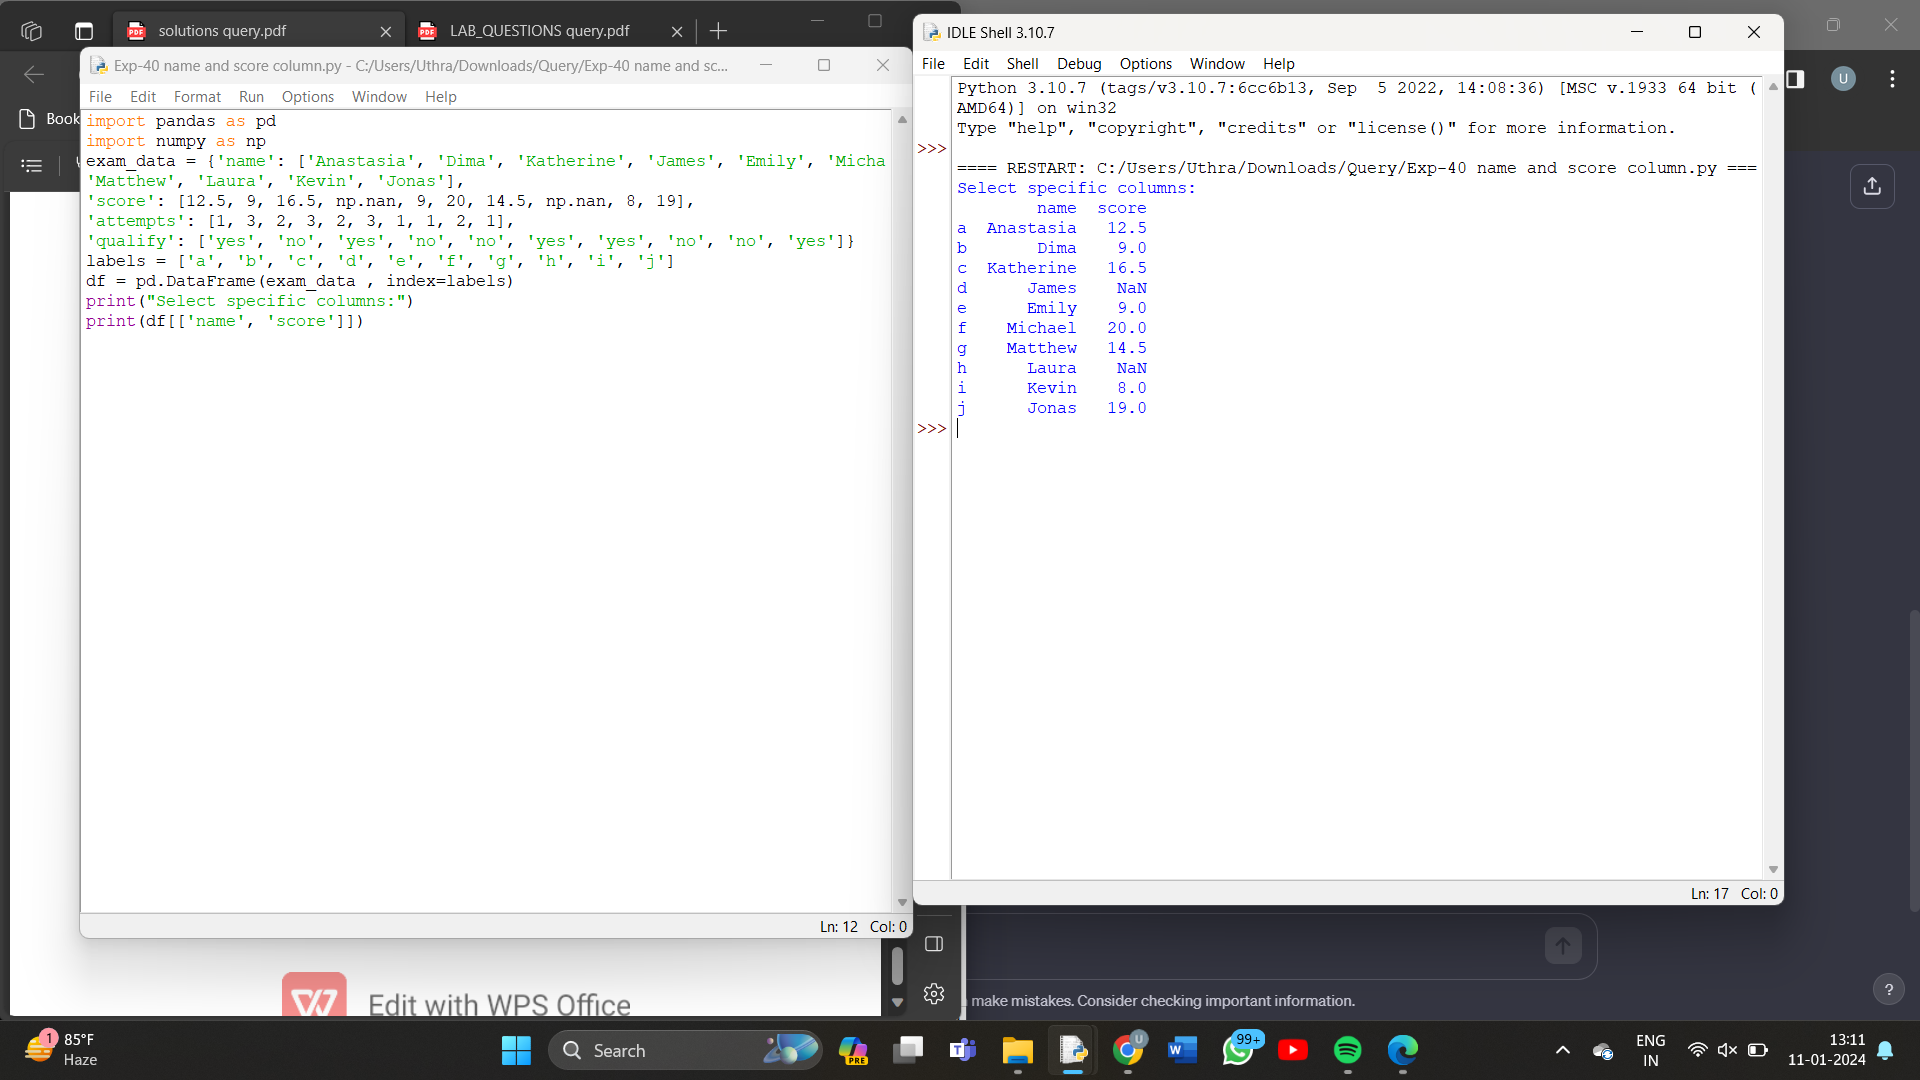 solutions query.pdf
LAB_QUESTIONS query.pdf
Exp-40 name and score column.py - C:/Users/Uthra/Downloads/Query/Exp-40 name and sc...
File Edit Format Run Options Window Help
Book
import pandas as pd
import numpy as np
exam_data = {'name': ['Anastasia', 'Dima', 'Katherine', 'James', 'Emily', 'Micha
'Matthew', 'Laura', 'Kevin', 'Jonas'],
'score': [12.5, 9, 16.5, np.nan, 9, 20, 14.5, np.nan, 8, 19],
'attempts': [1, 3, 2, 3, 2, 3, 1, 1, 2, 1],
'qualify': ['yes', 'no', 'yes', 'no', 'no', 'yes', 'yes', 'no', 'no', 'yes']}
labels = ['a', 'b', 'c', 'd', 'e', 'f', 'g', 'h', 'i', 'j']
df = pd.DataFrame(exam_data , index=labels)
print("Select specific columns:")
print(df[['name', 'score']])
Ln: 12 Col: 0
IDLE Shell 3.10.7
File Edit Shell Debug Options Window Help
Python 3.10.7 (tags/v3.10.7:6cc6b13, Sep  5 2022, 14:08:36) [MSC v.1933 64 bit (
AMD64)] on win32
Type "help", "copyright", "credits" or "license()" for more information.
>>>
==== RESTART: C:/Users/Uthra/Downloads/Query/Exp-40 name and score column.py ===
Select specific columns:
name score
a Anastasia 12.5
b Dima 9.0
c Katherine 16.5
d James NaN
e Emily 9.0
f Michael 20.0
g Matthew 14.5
h Laura NaN
i Kevin 8.0
j Jonas 19.0
>>>
Ln: 17 Col: 0
U
Edit with WPS Office
make mistakes. Consider checking important information.
?
1
85°F
Haze
Search
PRE
U
99+
ENG
IN
13:11
11-01-2024